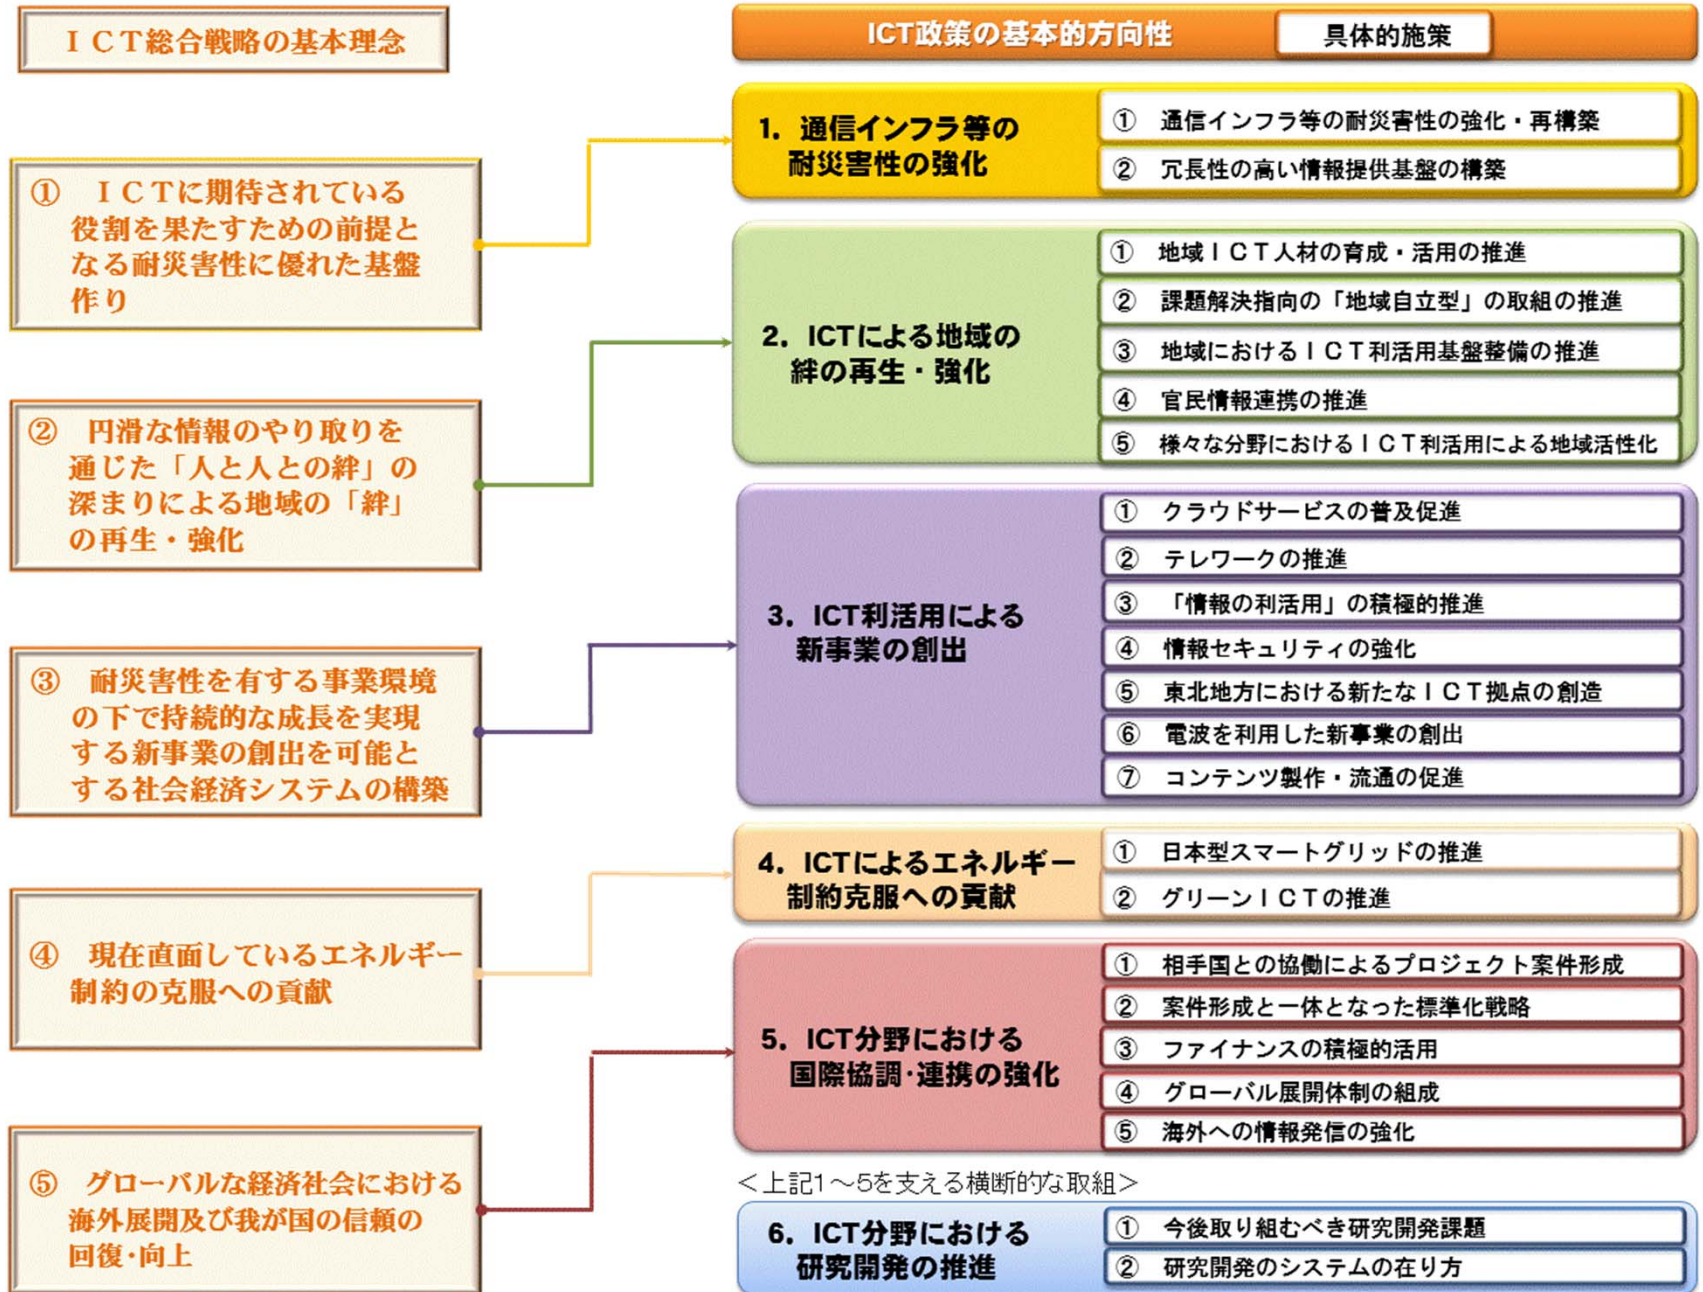 ＩＣＴ総合戦略の基本理念
① ＩＣＴに期待されている
役割を果たすための前提と
なる耐災害性に優れた基盤
作り
② 円滑な情報のやり取りを
通じた「人と人との絆」の
深まりによる地域の「絆」
の再生・強化
③ 耐災害性を有する事業環境
の下で持続的な成長を実現
する新事業の創出を可能と
する社会経済システムの構築
④ 現在直面しているエネルギー
制約の克服への貢献
⑤ グローバルな経済社会における
海外展開及び我が国の信頼の
回復･向上
ICT政策の基本的方向性 具体的施策
1．通信インフラ等の
耐災害性の強化
① 通信インフラ等の耐災害性の強化・再構築
② 冗長性の高い情報提供基盤の構築
2．ICTによる地域の
絆の再生・強化
① 地域ＩＣＴ人材の育成・活用の推進
② 課題解決指向の「地域自立型」の取組の推進
③ 地域におけるＩＣＴ利活用基盤整備の推進
④ 官民情報連携の推進
⑤ 様々な分野におけるＩＣＴ利活用による地域活性化
3．ICT利活用による
新事業の創出
① クラウドサービスの普及促進
② テレワークの推進
③ 「情報の利活用」の積極的推進
④ 情報セキュリティの強化
⑤ 東北地方における新たなＩＣＴ拠点の創造
⑥ 電波を利用した新事業の創出
⑦ コンテンツ製作・流通の促進
4．ICTによるエネルギー
制約克服への貢献
① 日本型スマートグリッドの推進
② グリーンＩＣＴの推進
5．ICT分野における
国際協調･連携の強化
① 相手国との協働によるプロジェクト案件形成
② 案件形成と一体となった標準化戦略
③ ファイナンスの積極的活用
④ グローバル展開体制の組成
⑤ 海外への情報発信の強化
＜上記1～5を支える横断的な取組＞
6．ICT分野における
研究開発の推進
① 今後取り組むべき研究開発課題
② 研究開発のシステムの在り方